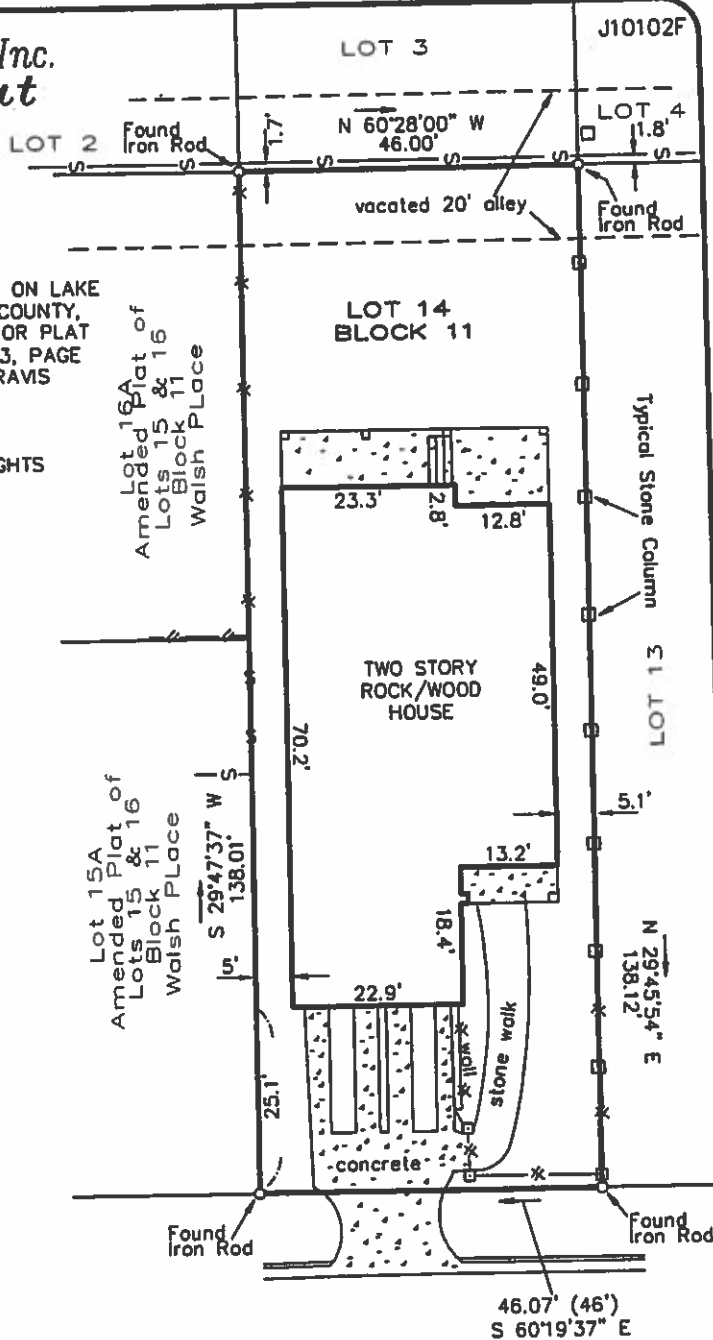 Inc.
at
J10102F
LOT 3
LOT 2
Found
Iron Rod
1.7'
N 60°28'00" W
46.00'
LOT 4
1.8'
S S S S S S S
vacated 20' alley
Found
Iron Rod
ON LAKE
COUNTY,
OR PLAT
3, PAGE
RAVIS
GHTS
LOT 14
BLOCK 11
Lot 16A
Amended Plat of
Lots 15 & 16
Block 11
Walsh PLace
Typical Stone Column
23.3'
2.8'
12.8'
TWO STORY
ROCK/WOOD
HOUSE
49.0'
70.2'
LOT 13
5.1'
S
S
S
Lot 15A
Amended Plat of
Lots 15 & 16
Block 11
Walsh PLace
S 29°47'37" W
138.01'
5'
13.2'
18.4'
22.9'
N 29°45'54" E
138.12'
wall
stone walk
25.1'
concrete
Found
Iron Rod
Found
Iron Rod
46.07' (46')
S 60°19'37" E